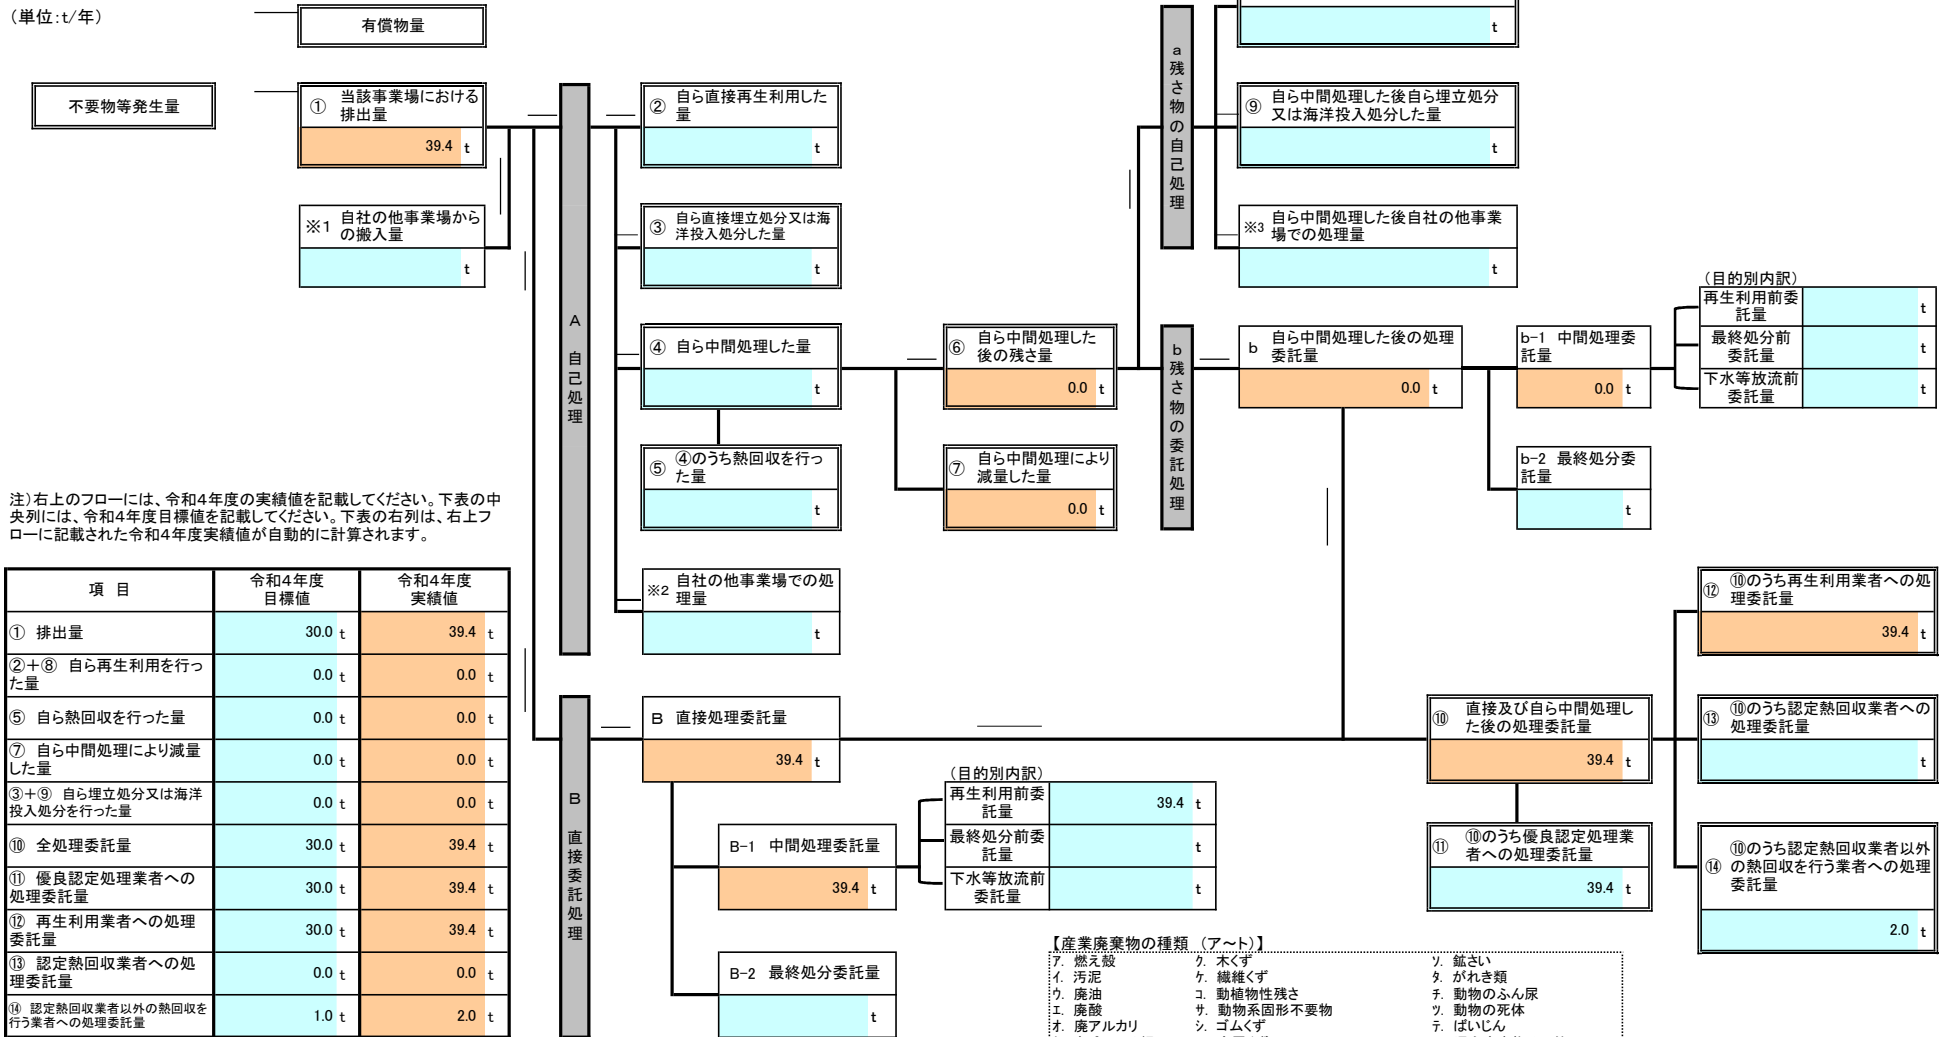 （単位:t/年）
有償物量
t
不要物等発生量
① 当該事業場における
排出量
39.4 t
※1 自社の他事業場から
の搬入量
t
A 自己処理
② 自ら直接再生利用した
量
t
③ 自ら直接埋立処分又は海
洋投入処分した量
t
④ 自ら中間処理した量
t
⑤ ④のうち熱回収を行っ
た量
t
※2 自社の他事業場での処
理量
t
⑥ 自ら中間処理した
後の残さ量
0.0 t
⑦ 自ら中間処理により
減量した量
0.0 t
a 残さ物の自己処理
⑨ 自ら中間処理した後自ら埋立処分
又は海洋投入処分した量
t
※3 自ら中間処理した後自社の他事業
場での処理量
t
b 残さ物の委託処理
b 自ら中間処理した後の処理
委託量
0.0 t
b-1 中間処理委
託量
0.0 t
b-2 最終処分委
託量
t
（目的別内訳）
再生利用前委
託量
t
最終処分前
委託量
t
下水等放流前
委託量
t
注）右上のフローには、令和４年度の実績値を記載してください。下表の中
央列には、令和４年度目標値を記載してください。下表の右列は、右上フ
ローに記載された令和４年度実績値が自動的に計算されます。
項 目 令和４年度
目標値 令和４年度
実績値
① 排出量 30.0 t 39.4 t
②＋⑧ 自ら再生利用を行っ
た量 0.0 t 0.0 t
⑤ 自ら熱回収を行った量 0.0 t 0.0 t
⑦ 自ら中間処理により減量
した量 0.0 t 0.0 t
③＋⑨ 自ら埋立処分又は海洋
投入処分を行った量 0.0 t 0.0 t
⑩ 全処理委託量 30.0 t 39.4 t
⑪ 優良認定処理業者への
処理委託量 30.0 t 39.4 t
⑫ 再生利用業者への処理
委託量 30.0 t 39.4 t
⑬ 認定熱回収業者への処
理委託量 0.0 t 0.0 t
⑭ 認定熱回収業者以外の熱回収を
行う業者への処理委託量 1.0 t 2.0 t
B 直接委託処理
B 直接処理委託量
39.4 t
B-1 中間処理委託量
39.4 t
B-2 最終処分委託量
t
（目的別内訳）
再生利用前委
託量
39.4 t
最終処分前委
託量
t
下水等放流前
委託量
t
⑩ 直接及び自ら中間処理し
た後の処理委託量
39.4 t
⑪ ⑩のうち優良認定処理業
者への処理委託量
39.4 t
⑫ ⑩のうち再生利用業者への処
理委託量
39.4 t
⑬ ⑩のうち認定熱回収業者への
処理委託量
t
⑭ ⑩のうち認定熱回収業者以外
の熱回収を行う業者への処理
委託量
2.0 t
【産業廃棄物の種類 （ア～ト）】
ア. 燃え殻 ク. 木くず ソ. 鉱さい
イ. 汚泥 ケ. 繊維くず タ. がれき類
ウ. 廃油 コ. 動植物性残さ チ. 動物のふん尿
エ. 廃酸 サ. 動物系固形不要物 ツ. 動物の死体
オ. 廃アルカリ シ. ゴムくず テ. ばいじん